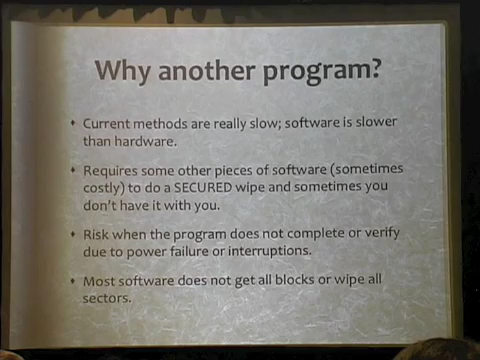 Why another program?
Current methods are really slow; software is slower
than hardware.
Requires some other pieces of software (sometimes
costly) to do a SECURED wipe and sometimes you
don't have it with you.
Risk when the program does not complete or verify
due to power failure or interruptions.
Most software does not get all blocks or wipe all
sectors.